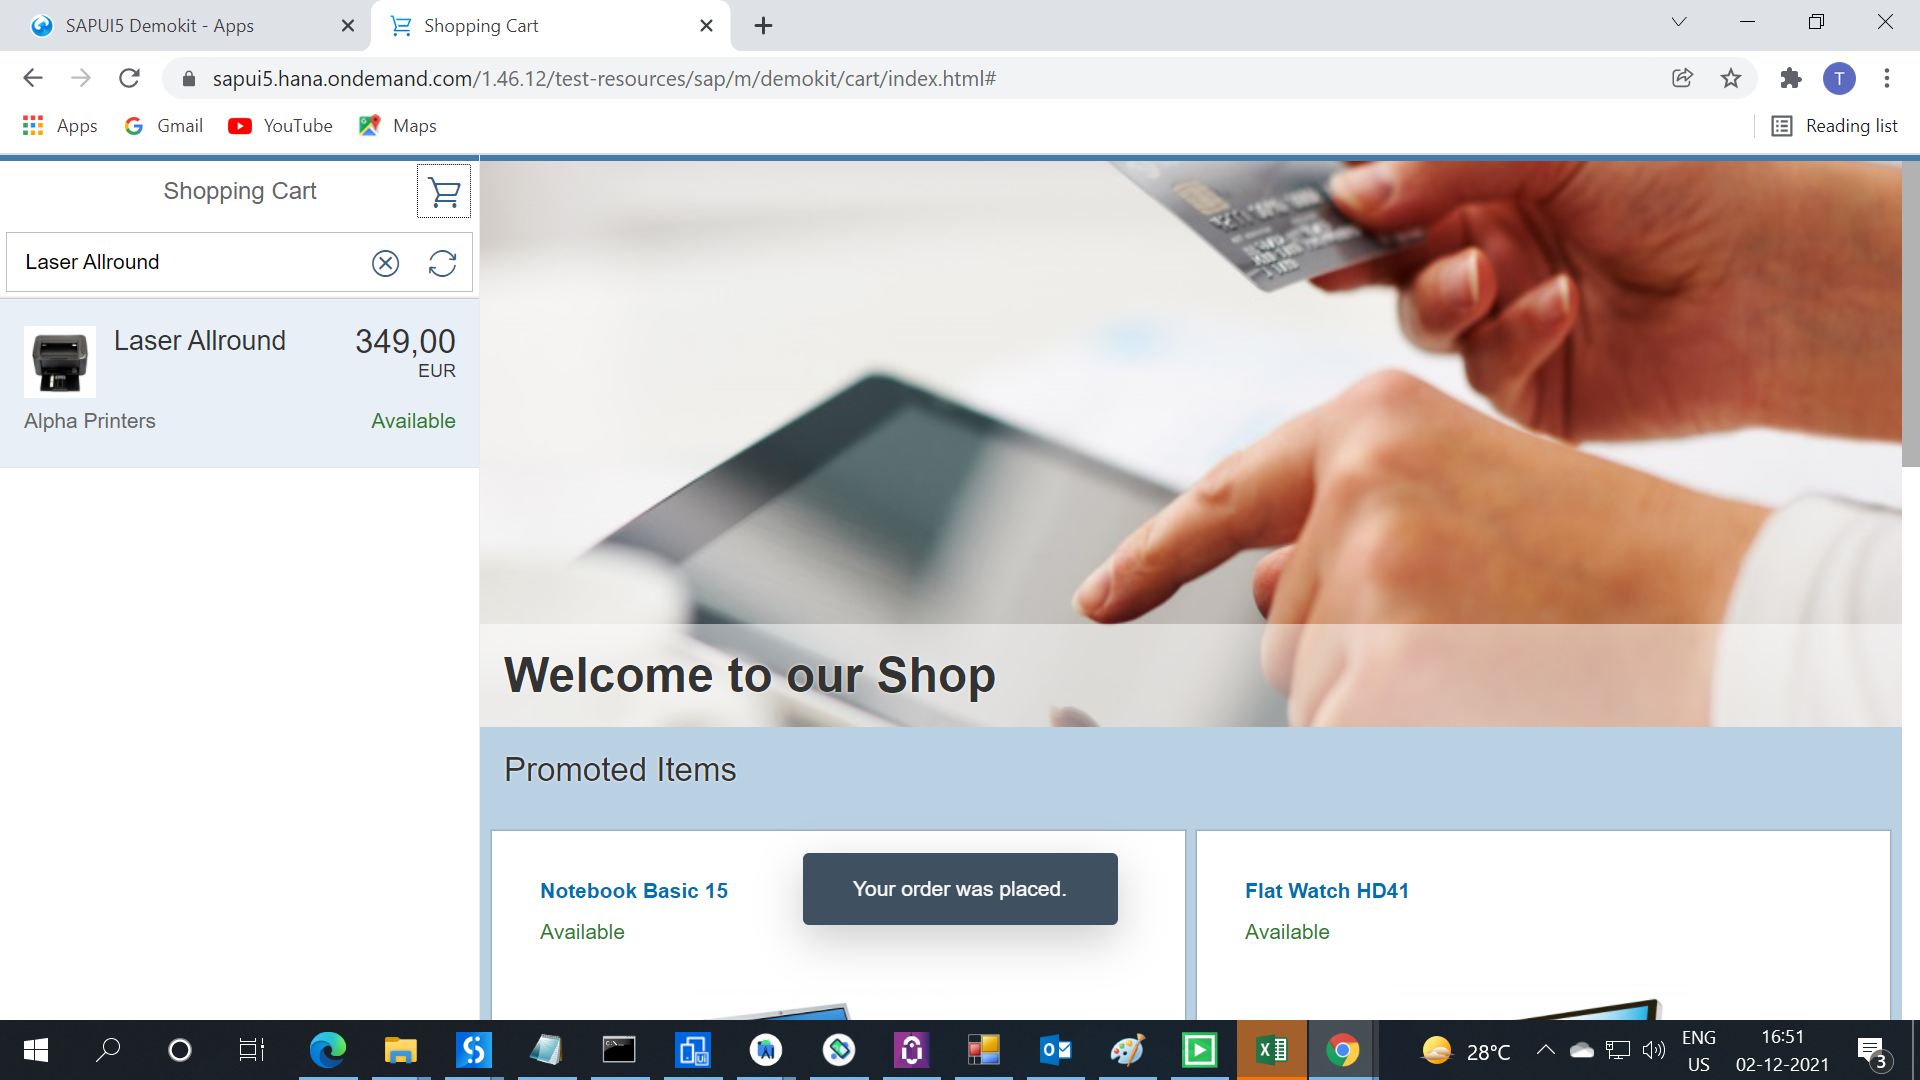 SAPUI5 Demokit - Apps
Shopping Cart
sapui5.hana.ondemand.com/1.46.12/test-resources/sap/m/demokit/cart/index.html#
T
Apps
Gmail
YouTube
Maps
Reading list
Shopping Cart
Laser Allround
Laser Allround
349,00
EUR
Alpha Printers
Available
Welcome to our Shop
Promoted Items
Notebook Basic 15
Available
Your order was placed.
Flat Watch HD41
Available
28°C
ENG
US
16:51
02-12-2021
3